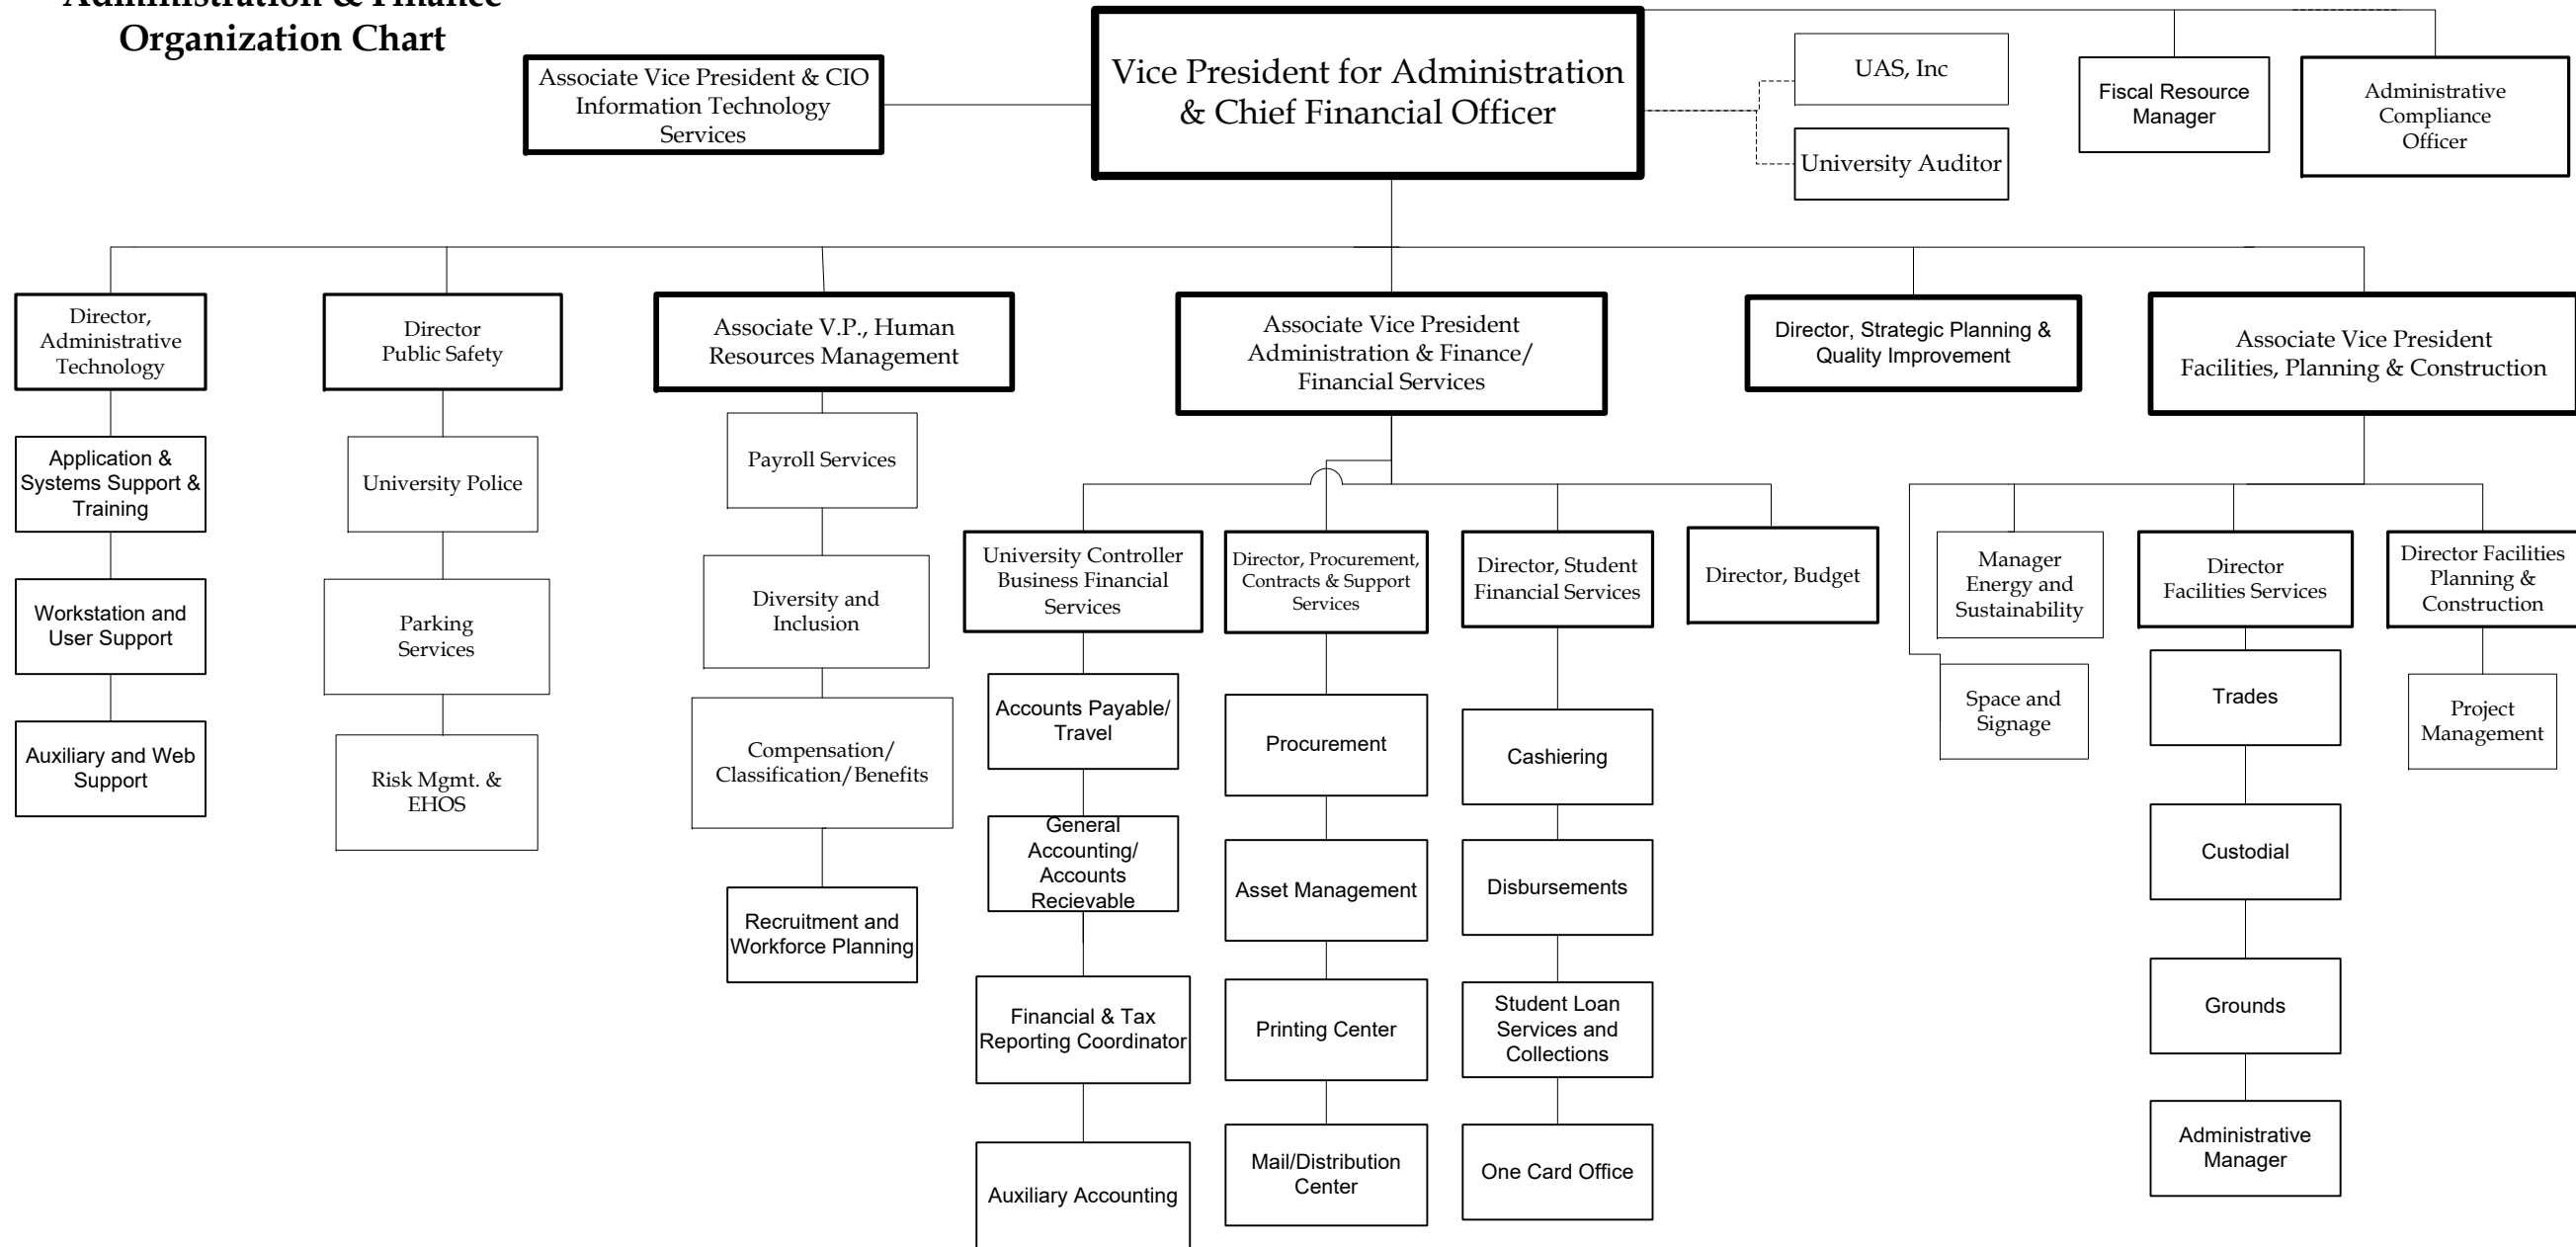 Administration & Finance
Organization Chart
Associate Vice President & CIO
Information Technology
Services
Vice President for Administration
& Chief Financial Officer
UAS, Inc
University Auditor
Fiscal Resource
Manager
Administrative
Compliance
Officer
Director,
Administrative
Technology
Director
Public Safety
Associate V.P., Human
Resources Management
Associate Vice President
Administration & Finance/
Financial Services
Director, Strategic Planning &
Quality Improvement
Associate Vice President
Facilities, Planning & Construction
Application &
Systems Support &
Training
Workstation and
User Support
Auxiliary and Web
Support
University Police
Parking
Services
Risk Mgmt. &
EHOS
Payroll Services
Diversity and
Inclusion
Compensation/
Classification/Benefits
Recruitment and
Workforce Planning
University Controller
Business Financial
Services
Accounts Payable/
Travel
General
Accounting/
Accounts
Recievable
Financial & Tax
Reporting Coordinator
Auxiliary Accounting
Director, Procurement,
Contracts & Support
Services
Procurement
Asset Management
Printing Center
Mail/Distribution
Center
Director, Student
Financial Services
Cashiering
Disbursements
Student Loan
Services and
Collections
One Card Office
Director, Budget
Manager
Energy and
Sustainability
Space and
Signage
Director
Facilities Services
Trades
Custodial
Grounds
Administrative
Manager
Director Facilities
Planning &
Construction
Project
Management